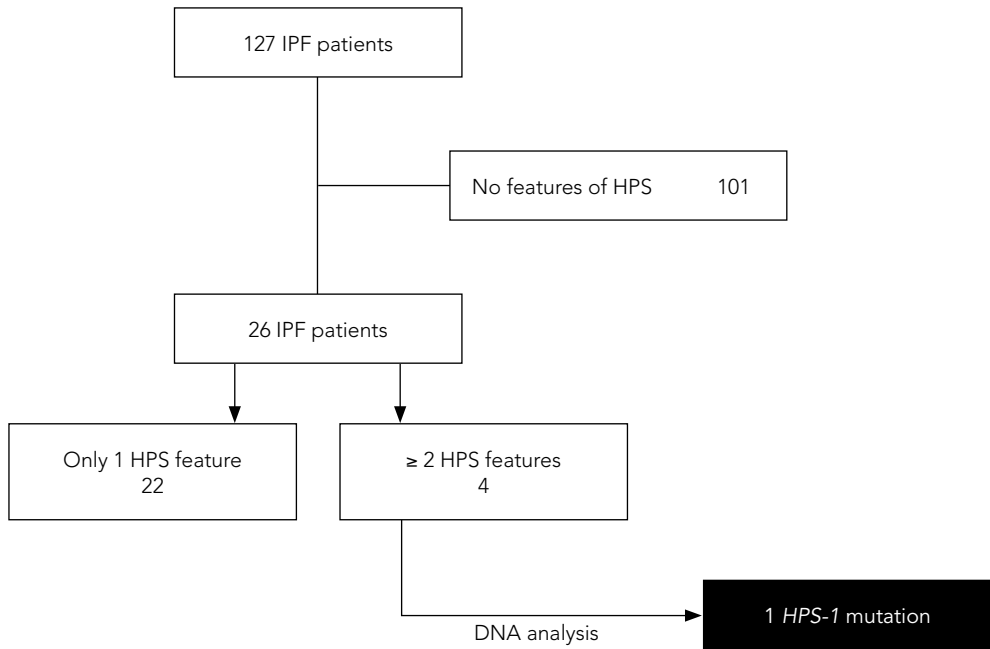 127 IPF patients
No features of HPS 101
26 IPF patients
Only 1 HPS feature
22
≥ 2 HPS features
4
1 HPS-1 mutation
DNA analysis